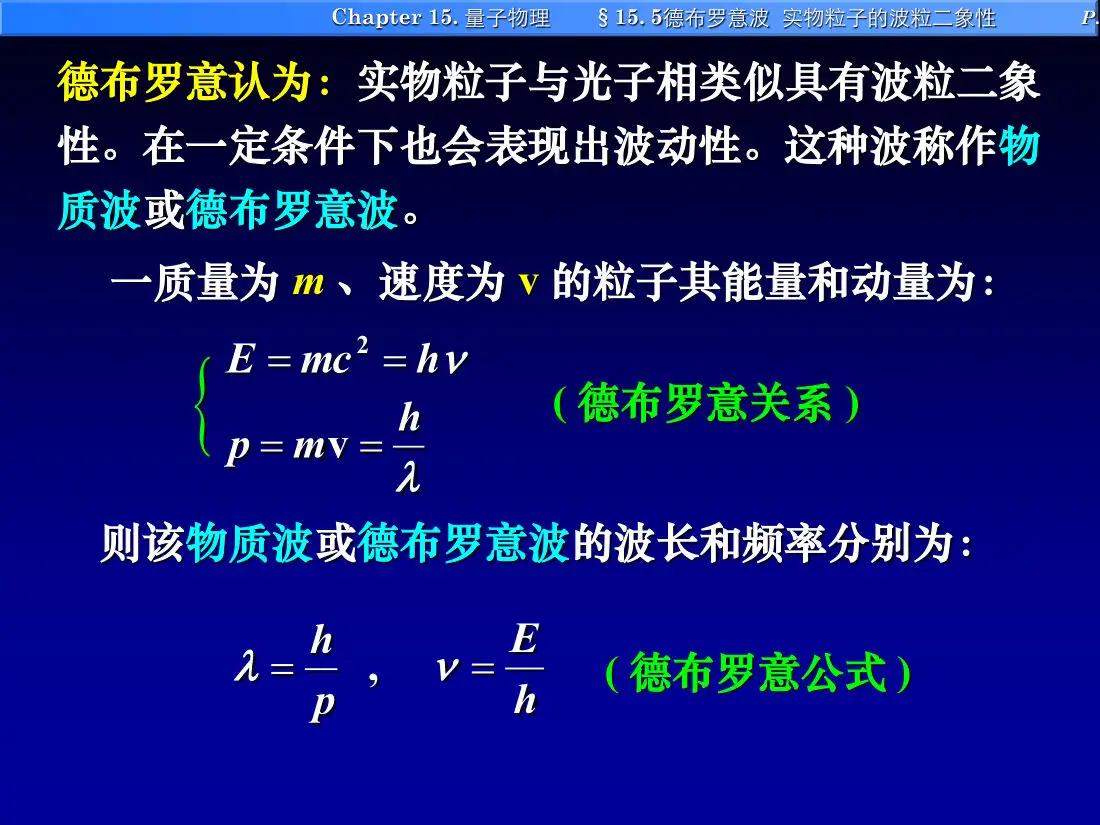 Chapter 15. 量子物理 §15. 5德布罗意波 实物粒子的波粒二象性 P.
德布罗意认为：实物粒子与光子相类似具有波粒二象
性。在一定条件下也会表现出波动性。这种波称作物
质波或德布罗意波。
一质量为 m 、速度为 v 的粒子其能量和动量为：
E = mc² = hν
p = mv = h/λ
( 德布罗意关系 )
则该物质波或德布罗意波的波长和频率分别为：
λ = h/p , ν = E/h ( 德布罗意公式 )